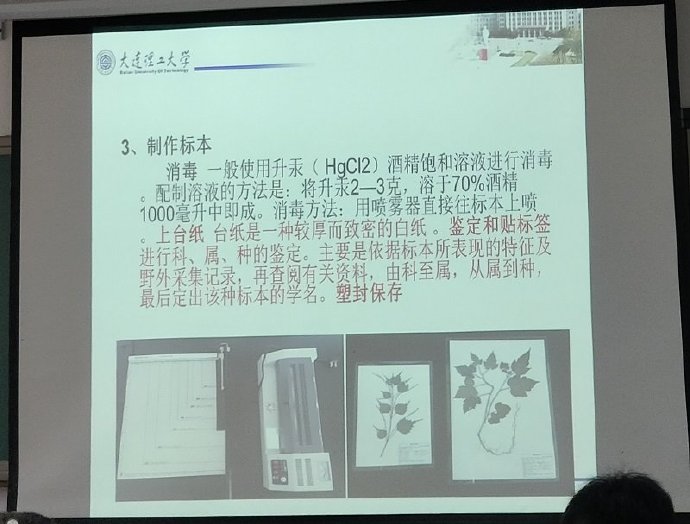 大连理工大学
Dalian University Of Technology
3、制作标本
消毒 一般使用升汞（ HgCl2）酒精饱和溶液进行消毒
。配制溶液的方法是：将升汞2—3克，溶于70%酒精
1000毫升中即成。消毒方法：用喷雾器直接往标本上喷
。上台纸 台纸是一种较厚而致密的白纸 。鉴定和贴标签
进行科、属、种的鉴定。主要是依据标本所表现的特征及
野外采集记录，再查阅有关资料，由科至属，从属到种，
最后定出该种标本的学名。塑封保存